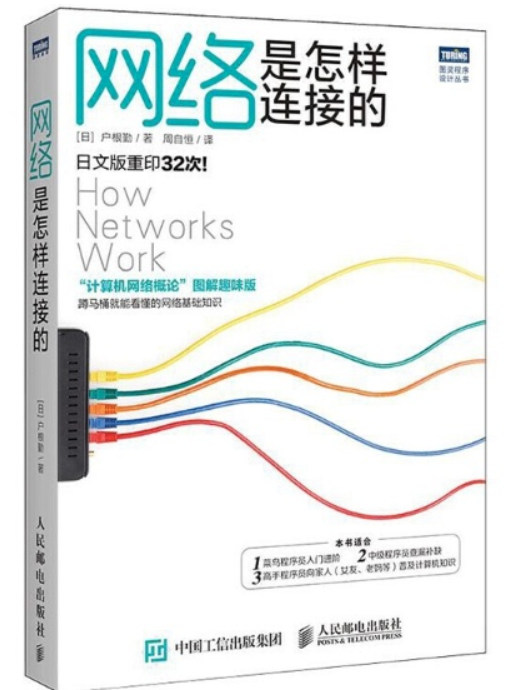 网络是怎样
连接的
TURING
图灵程序
设计丛书
[日] 户根勤 / 著 周自恒 / 译
日文版重印32次!
How
Networks
Work
“计算机网络概论”图解趣味版
蹲马桶就能看懂的网络基础知识
本书适合
1菜鸟程序员入门进阶 2中级程序员查漏补缺
3高手程序员向家人(女友、老妈等)普及计算机知识
中国工信出版集团
人民邮电出版社
POSTS & TELECOM PRESS
网络是怎样连接的
[日] 户根勤 / 著
人民邮电出版社